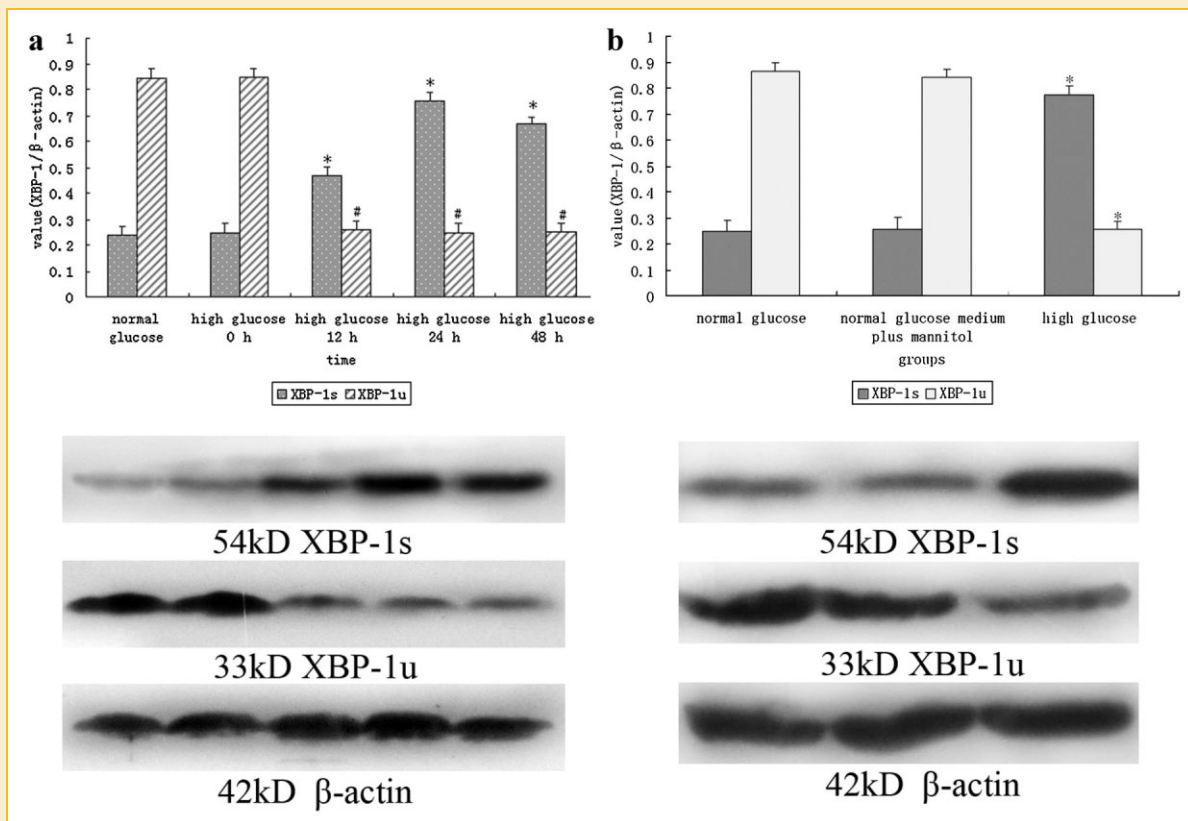 a
value(XBP-1/β-actin)
1
0.9
0.8
0.7
0.6
0.5
0.4
0.3
0.2
0.1
0
*
*
*
#
#
#
normal glucose
high glucose 0 h
high glucose 12 h
high glucose 24 h
high glucose 48 h
time
XBP-1s XBP-1u
54kD XBP-1s
33kD XBP-1u
42kD β-actin
b
value(XBP-1/β-actin)
1
0.9
0.8
0.7
0.6
0.5
0.4
0.3
0.2
0.1
0
*
*
normal glucose
normal glucose medium plus mannitol
high glucose
groups
XBP-1s XBP-1u
54kD XBP-1s
33kD XBP-1u
42kD β-actin